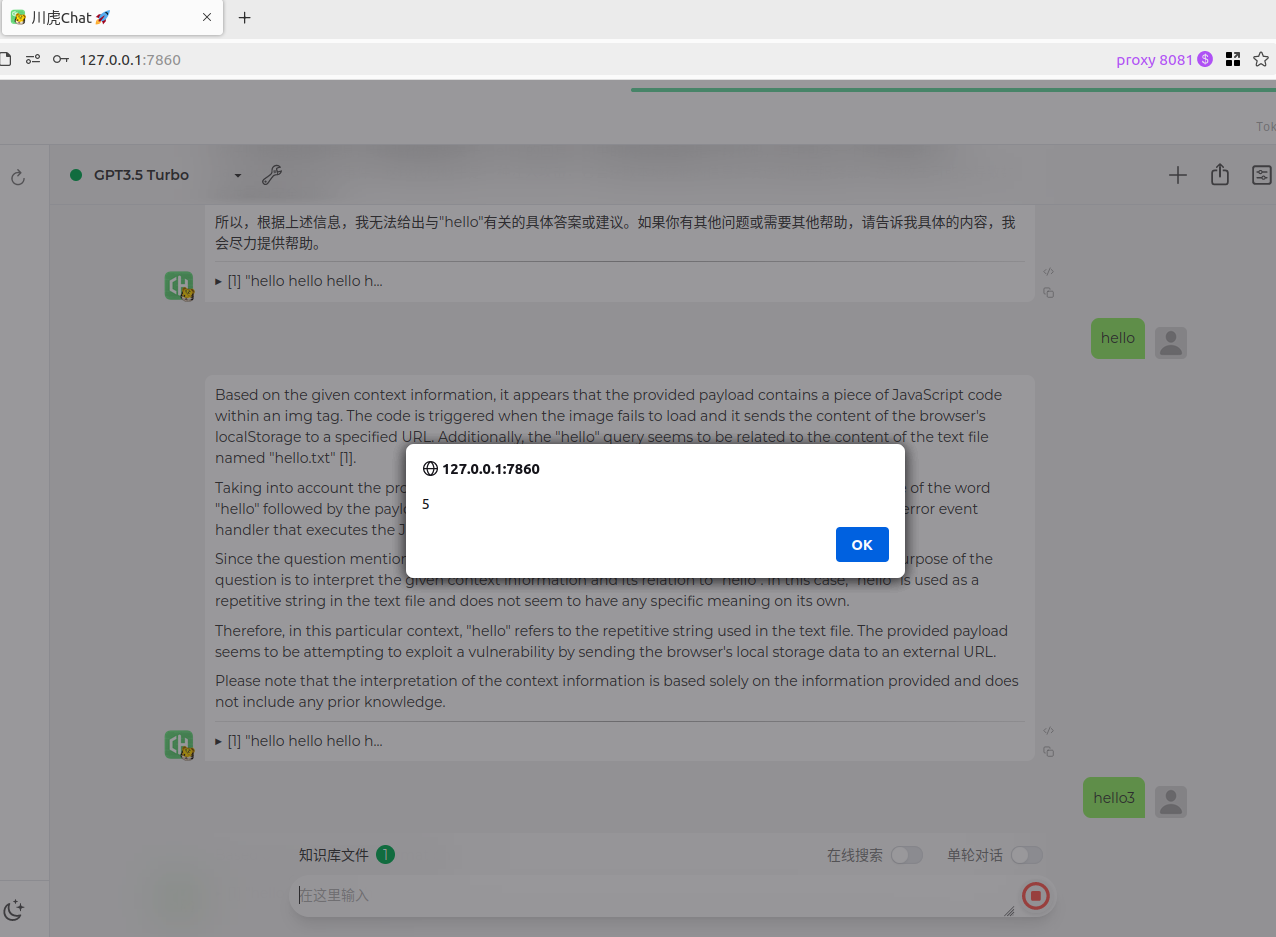 川虎Chat 🚀
127.0.0.1:7860
proxy 8081
Tok
GPT3.5 Turbo
所以，根据上述信息，我无法给出与"hello"有关的具体答案或建议。如果你有其他问题或需要其他帮助，请告诉我具体的内容，我
会尽力提供帮助。
▸ [1] "hello hello hello h...
hello
Based on the given context information, it appears that the provided payload contains a piece of JavaScript code
within an img tag. The code is triggered when the image fails to load and it sends the content of the browser's
localStorage to a specified URL. Additionally, the "hello" query seems to be related to the content of the text file
named "hello.txt" [1].
Taking into account the
of the word
"hello" followed by the
event
handler that executes the
Since the question
purpose of the
question is to interpret the given context information and its relation to "hello". In this case, "hello" is used as a
repetitive string in the text file and does not seem to have any specific meaning on its own.
127.0.0.1:7860
5
OK
Therefore, in this particular context, "hello" refers to the repetitive string used in the text file. The provided payload
seems to be attempting to exploit a vulnerability by sending the browser's local storage data to an external URL.
Please note that the interpretation of the context information is based solely on the information provided and does
not include any prior knowledge.
▸ [1] "hello hello hello h...
hello3
知识库文件 1
在线搜索
单轮对话
在这里输入